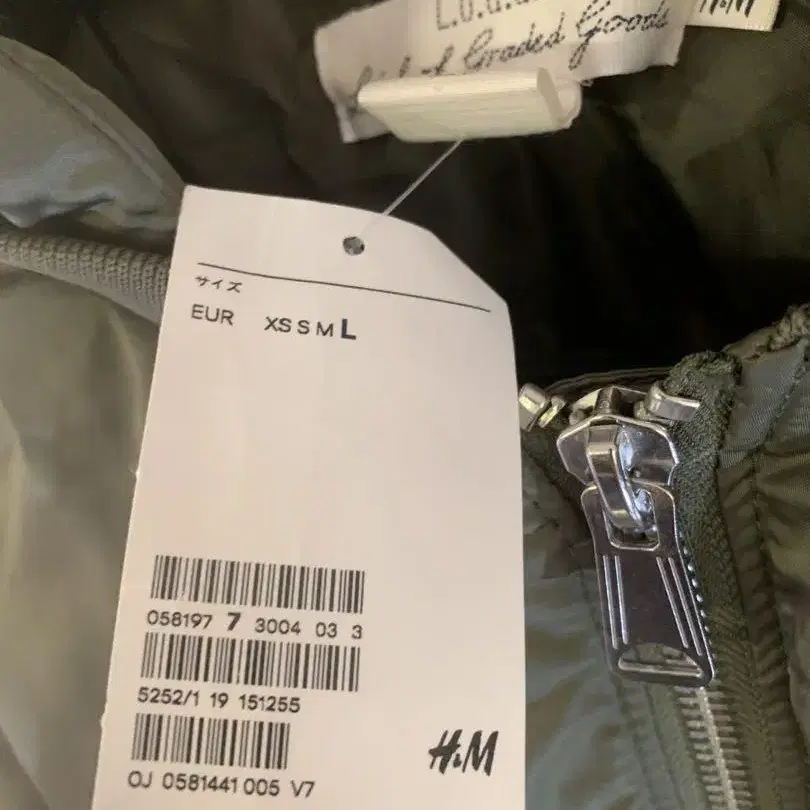 L.O.G.
of Graded Goods
H&M
サイズ
EUR XS S M L
058197 7 3004 03 3
5252/1 19 151255
OJ 0581441 005 V7
H&M